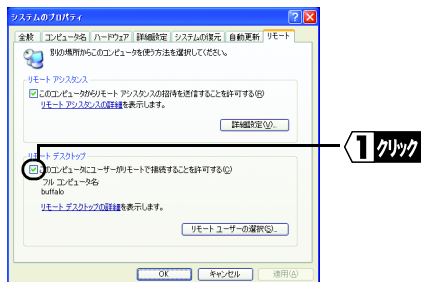 システムのプロパティ
全般 コンピュータ名 ハードウェア 詳細設定 システムの復元 自動更新 リモート
別の場所からこのコンピュータを使う方法を選択してください。
リモート アシスタンス
このコンピュータからリモート アシスタンスの招待を送信することを許可する(R)
リモート アシスタンスの詳細を表示します。
詳細設定(V)...
リモート デスクトップ
このコンピュータにユーザーがリモートで接続することを許可する(C)
フル コンピュータ名
buffalo
リモート デスクトップの詳細を表示します。
リモート ユーザーの選択(S)...
OK キャンセル 適用(A)
1 クリック